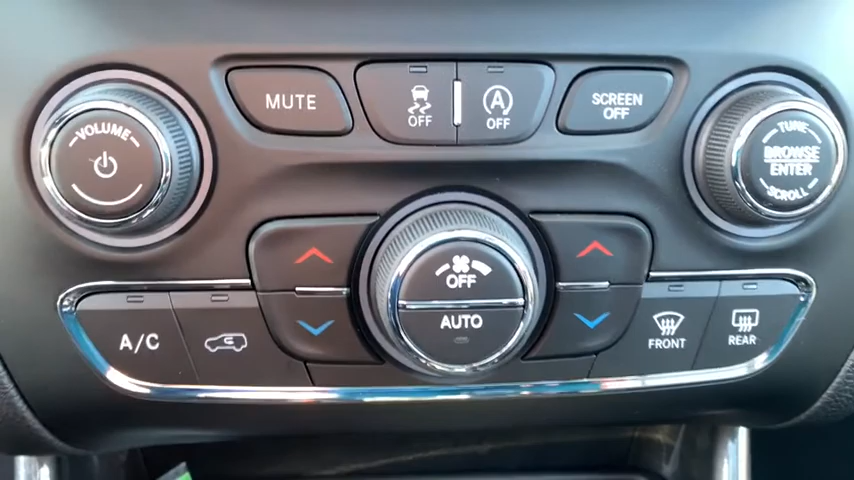 VOLUME
MUTE
OFF
A
OFF
SCREEN
OFF
TUNE
BROWSE
ENTER
SCROLL
OFF
AUTO
A/C
FRONT
REAR